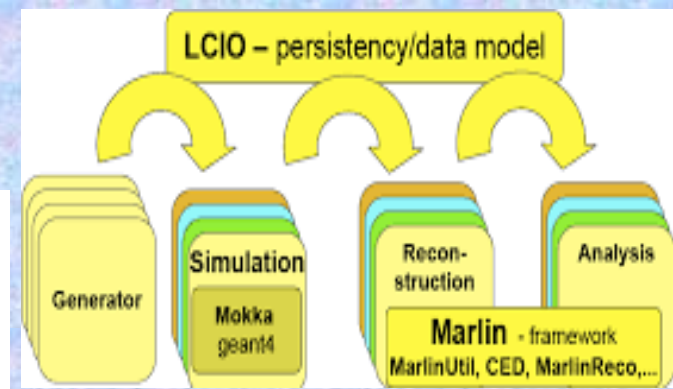 LCIO – persistency/data model
Generator
Simulation
Mokka
geant4
Recon-
struction
Analysis
Marlin - framework
MarlinUtil, CED, MarlinReco,...